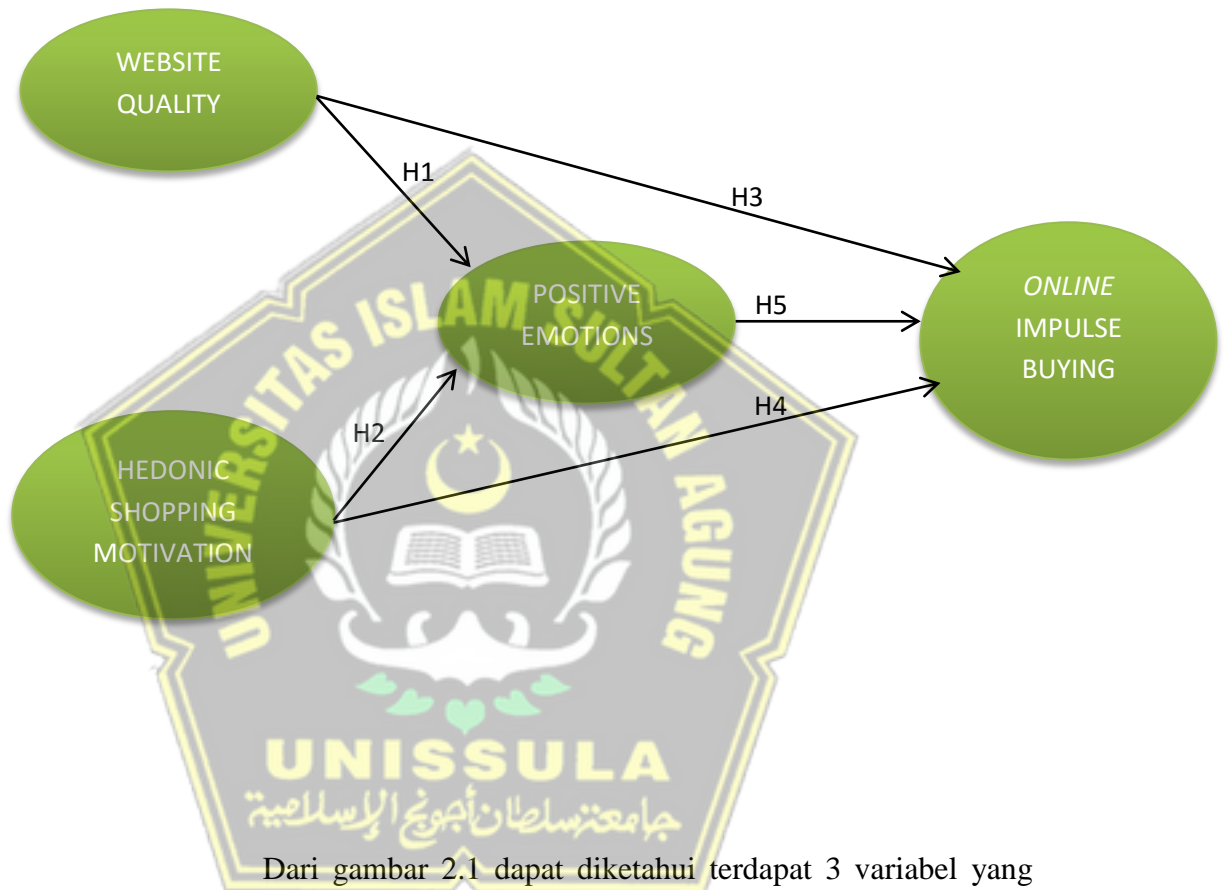 WEBSITE
QUALITY
H1
H3
POSITIVE
EMOTIONS
H5
ONLINE
IMPULSE
BUYING
H2
H4
HEDONIC
SHOPPING
MOTIVATION
UNIVERSITAS ISLAM SULTAN AGUNG
UNISSULA
جامعة سلطان أجونج الإسلامية
Dari gambar 2.1 dapat diketahui terdapat 3 variabel yang